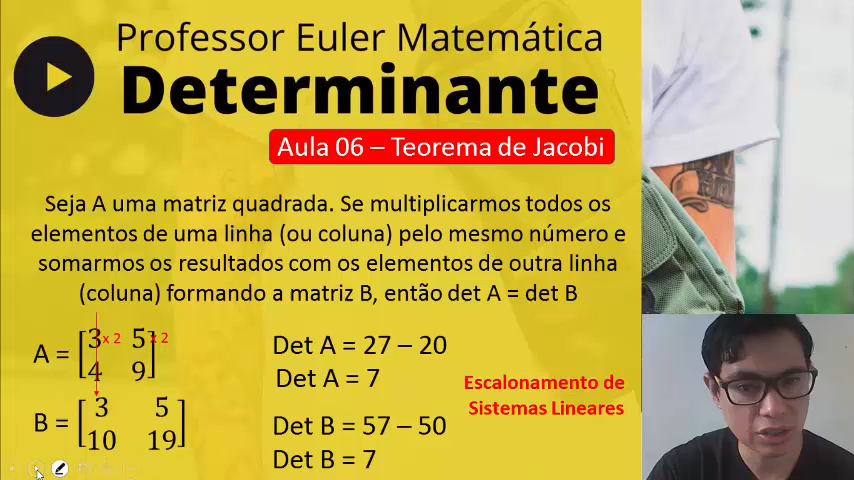 Professor Euler Matemática
Determinante
Aula 06 – Teorema de Jacobi
Seja A uma matriz quadrada. Se multiplicarmos todos os
elementos de uma linha (ou coluna) pelo mesmo número e
somarmos os resultados com os elementos de outra linha
(coluna) formando a matriz B, então det A = det B
A = [3 x 2 5 x 2]
[4 9]
B = [3 5]
[10 19]
Det A = 27 – 20
Det A = 7
Det B = 57 – 50
Det B = 7
Escalonamento de
Sistemas Lineares